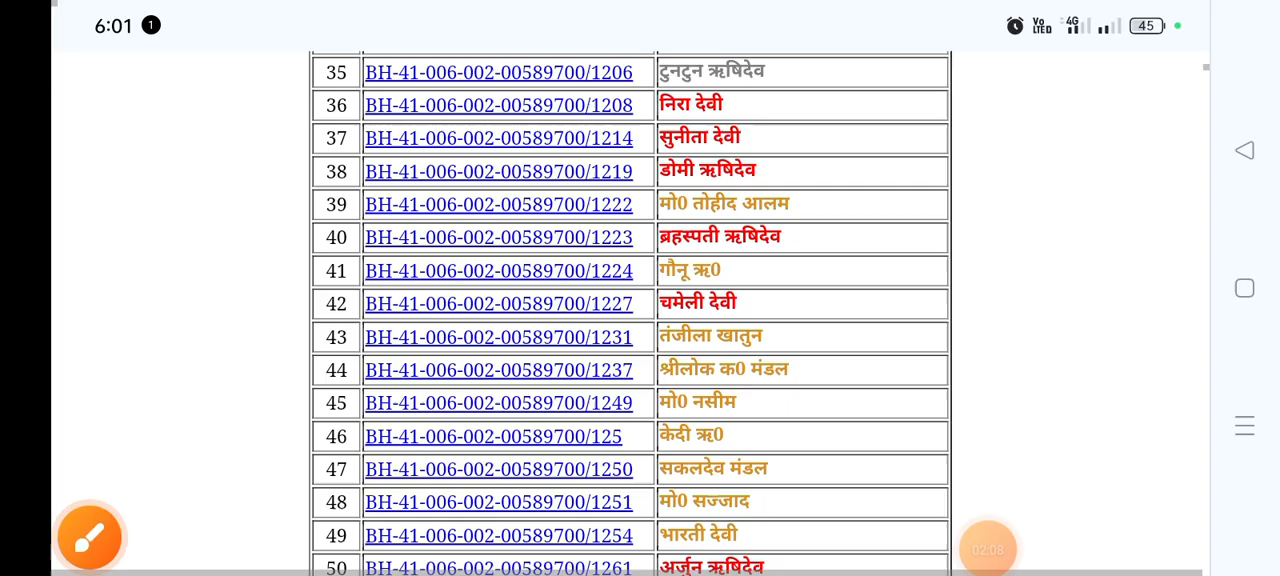 6:01 1 Vo LTED 4G 45
35 BH-41-006-002-00589700/1206 टुनटुन ऋषिदेव
36 BH-41-006-002-00589700/1208 निरा देवी
37 BH-41-006-002-00589700/1214 सुनीता देवी
38 BH-41-006-002-00589700/1219 डोमी ऋषिदेव
39 BH-41-006-002-00589700/1222 मो0 तोहीद आलम
40 BH-41-006-002-00589700/1223 ब्रहस्पती ऋषिदेव
41 BH-41-006-002-00589700/1224 गौनू ऋ0
42 BH-41-006-002-00589700/1227 चमेली देवी
43 BH-41-006-002-00589700/1231 तंजीला खातुन
44 BH-41-006-002-00589700/1237 श्रीलोक क0 मंडल
45 BH-41-006-002-00589700/1249 मो0 नसीम
46 BH-41-006-002-00589700/125 केदी ऋ0
47 BH-41-006-002-00589700/1250 सकलदेव मंडल
48 BH-41-006-002-00589700/1251 मो0 सज्जाद
49 BH-41-006-002-00589700/1254 भारती देवी
50 BH-41-006-002-00589700/1261 अर्जुन ऋषिदेव
02:08